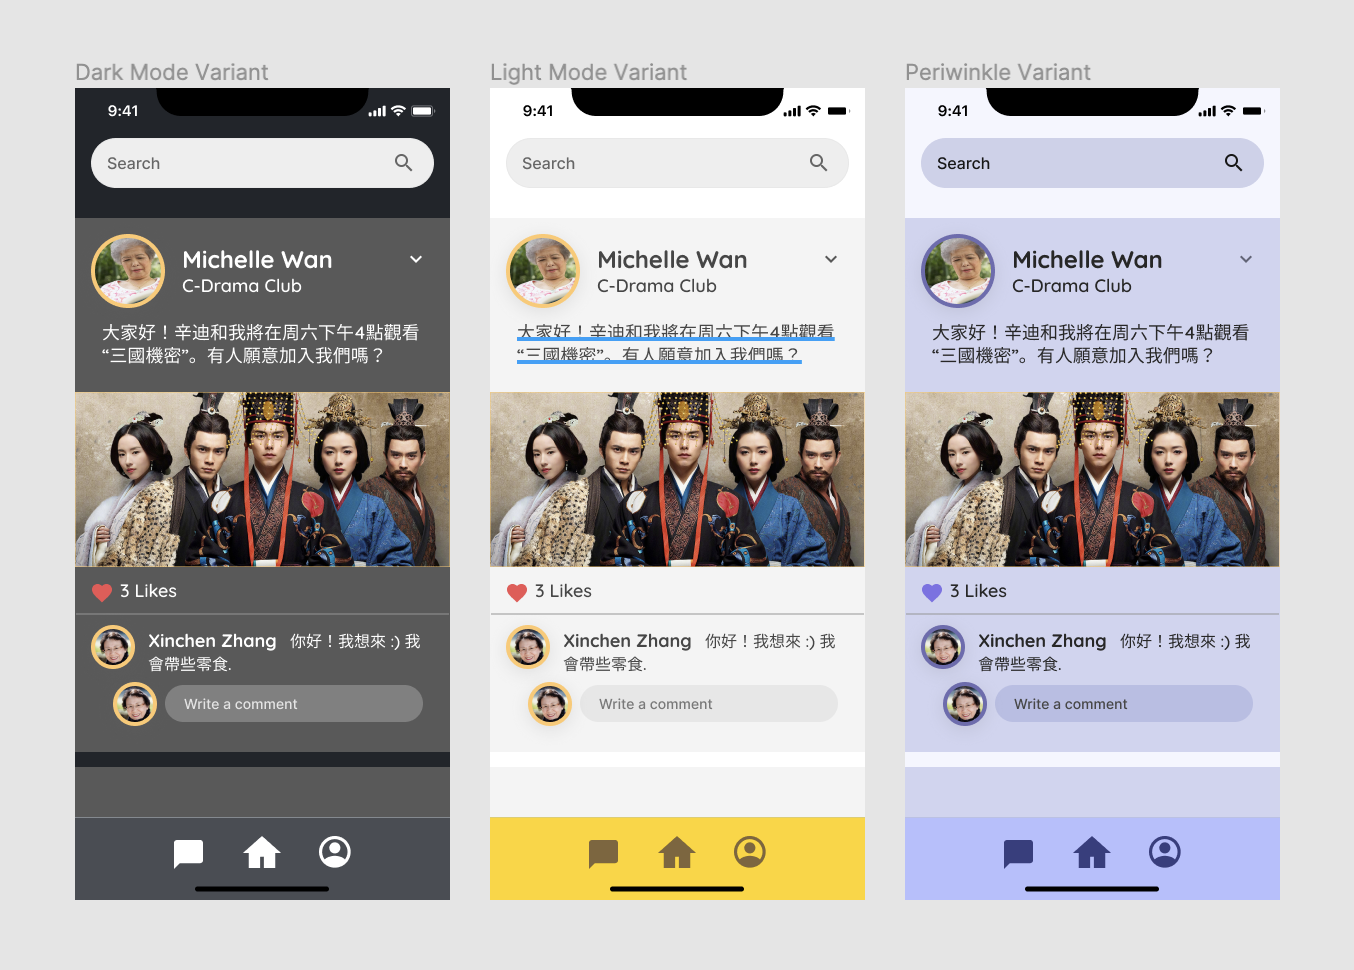 Dark Mode Variant
9:41
Search
Michelle Wan
C-Drama Club
大家好！辛迪和我將在周六下午4點觀看
“三國機密”。有人願意加入我們嗎？
3 Likes
Xinchen Zhang 你好！我想來 :) 我
會帶些零食.
Write a comment
Light Mode Variant
9:41
Search
Michelle Wan
C-Drama Club
大家好！辛迪和我將在周六下午4點觀看
“三國機密”。有人願意加入我們嗎？
3 Likes
Xinchen Zhang 你好！我想來 :) 我
會帶些零食.
Write a comment
Periwinkle Variant
9:41
Search
Michelle Wan
C-Drama Club
大家好！辛迪和我將在周六下午4點觀看
“三國機密”。有人願意加入我們嗎？
3 Likes
Xinchen Zhang 你好！我想來 :) 我
會帶些零食.
Write a comment